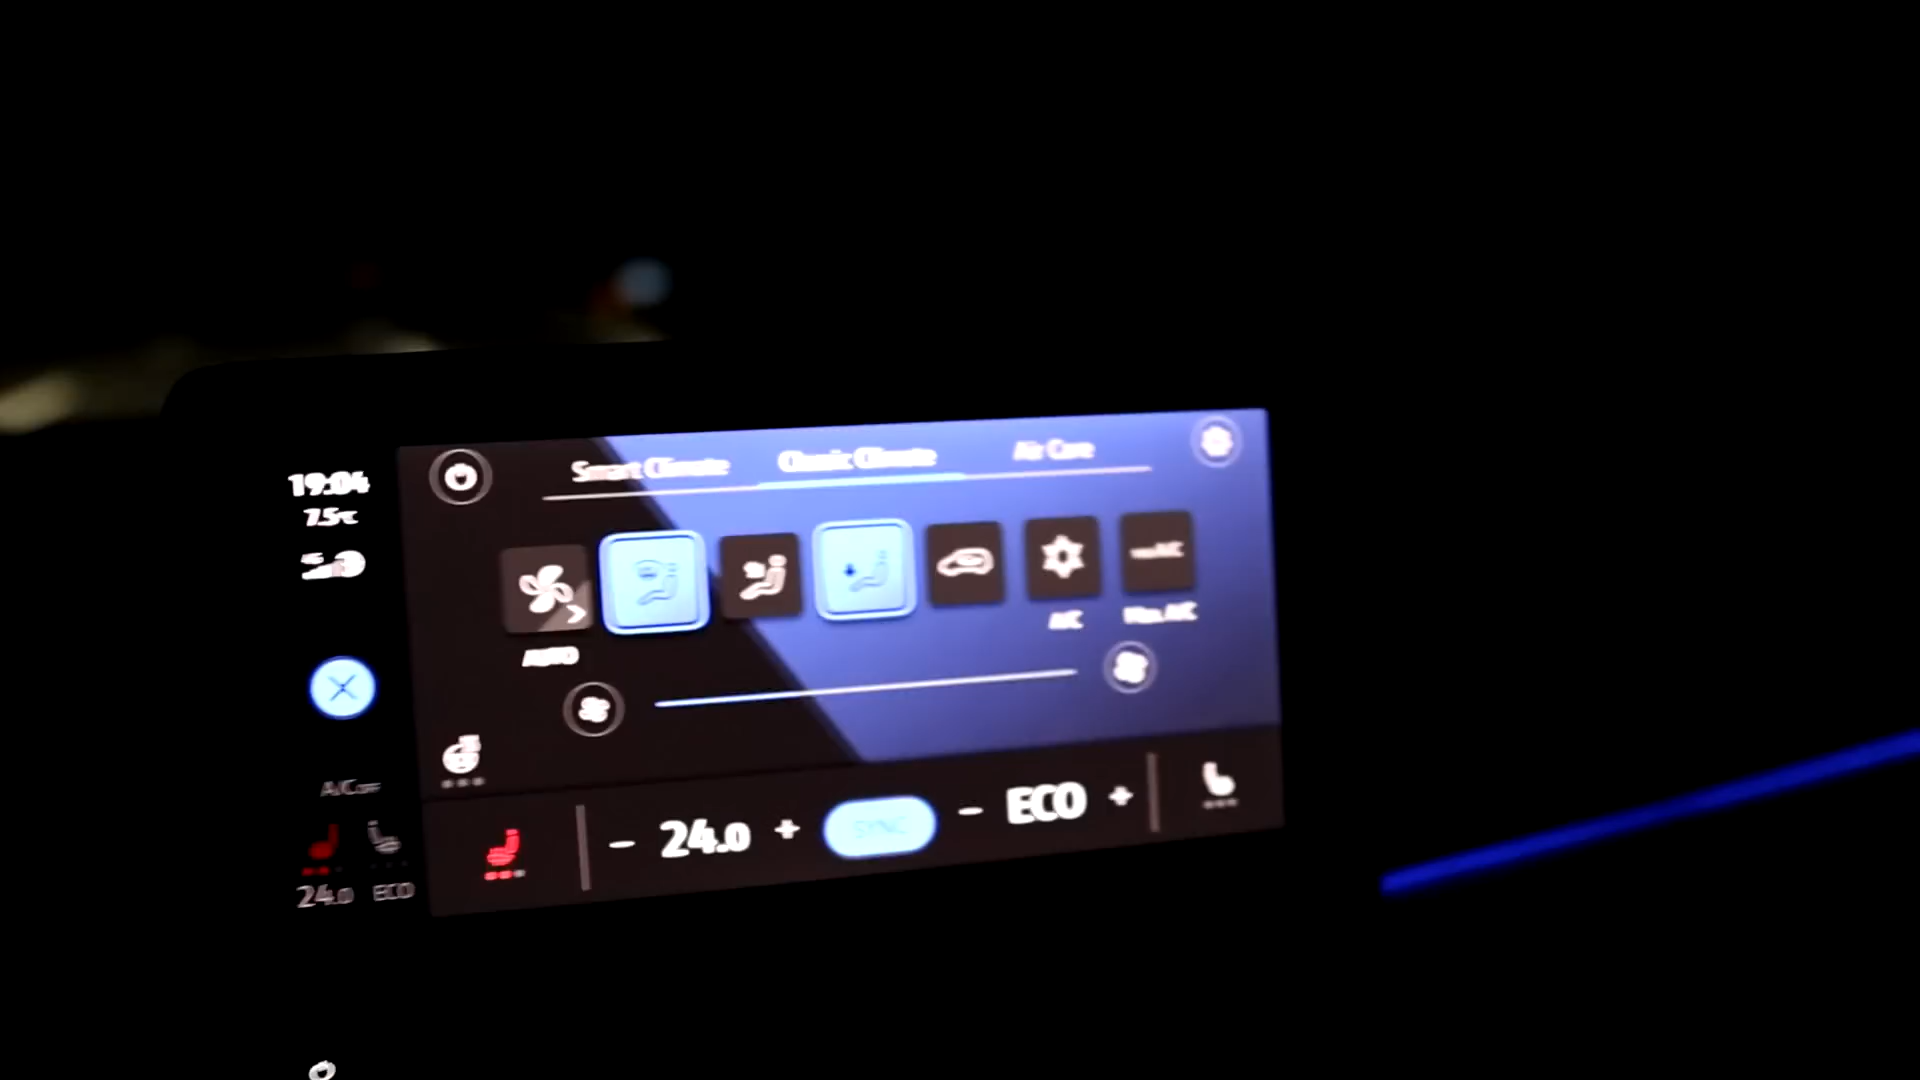 19:04
7.5°C
Smart Climate Classic Climate Air Care
AUTO
A/C
Max A/C
A/C OFF
24.0 SYNC ECO
24.0 ECO